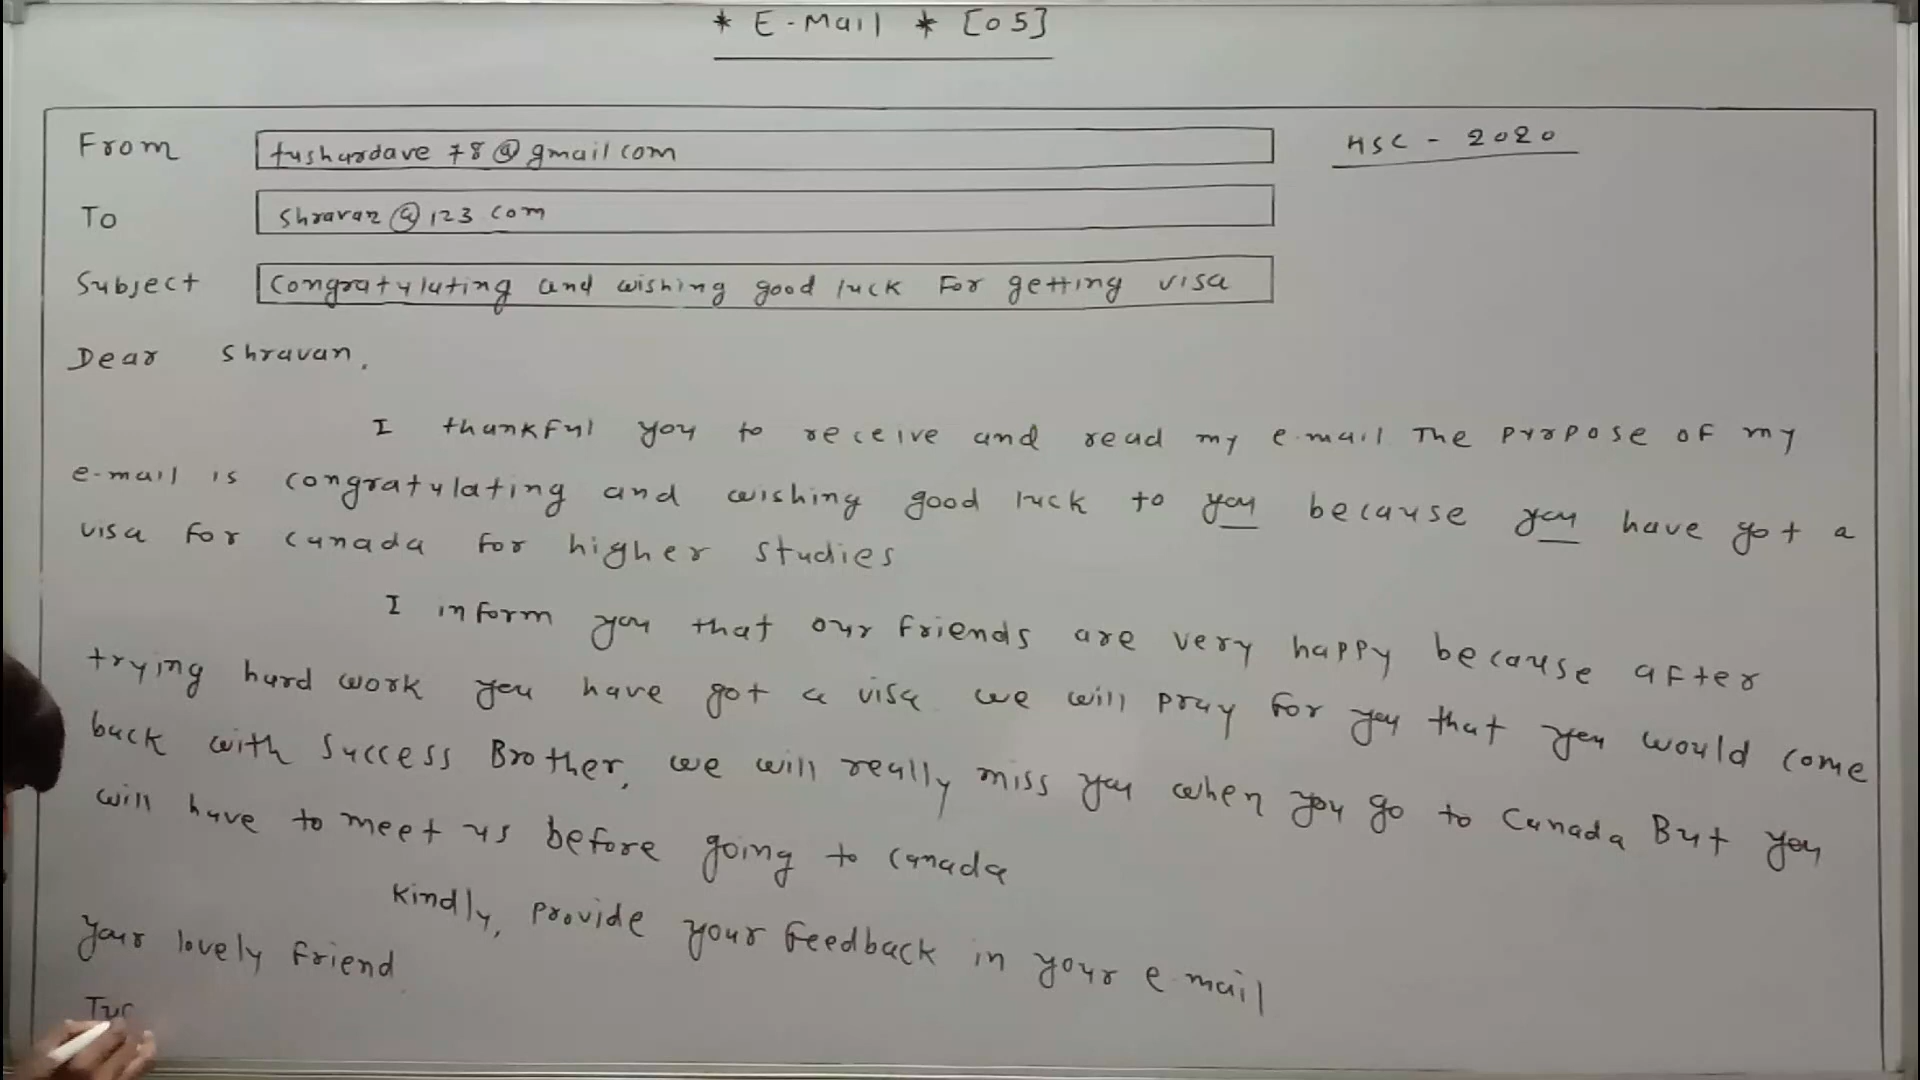 * E-Mail * [05]
HSC - 2020
From tushardave78@gmail com
To Shravan@123 com
Subject Congratulating and wishing good luck For getting visa
Dear Shravan,
I thankful you to receive and read my e-mail The purpose of my
e-mail is congratulating and wishing good luck to you because you have got a
visa for canada for higher studies
I inform you that our friends are very happy because after
trying hard work you have got a visa we will pray for you that you would come
back with success Brother, we will really miss you when you go to Canada But you
will have to meet us before going to canada
Kindly, provide your feedback in your e-mail
your lovely friend
Tus